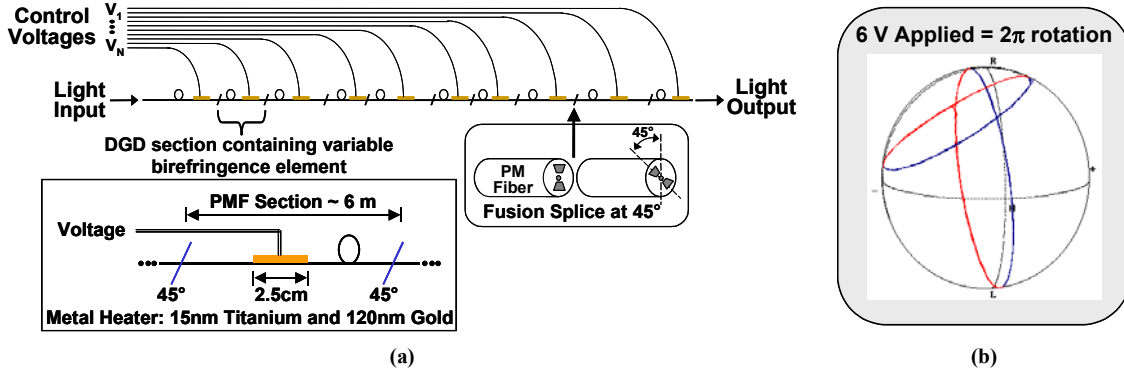 Control
Voltages
V1
VN
Light
Input
Light
Output
DGD section containing variable
birefringence element
45°
PM
Fiber
Fusion Splice at 45°
PMF Section ~ 6 m
Voltage
45°
2.5cm
45°
Metal Heater: 15nm Titanium and 120nm Gold
(a)
6 V Applied = 2π rotation
R
-
+
H
L
(b)